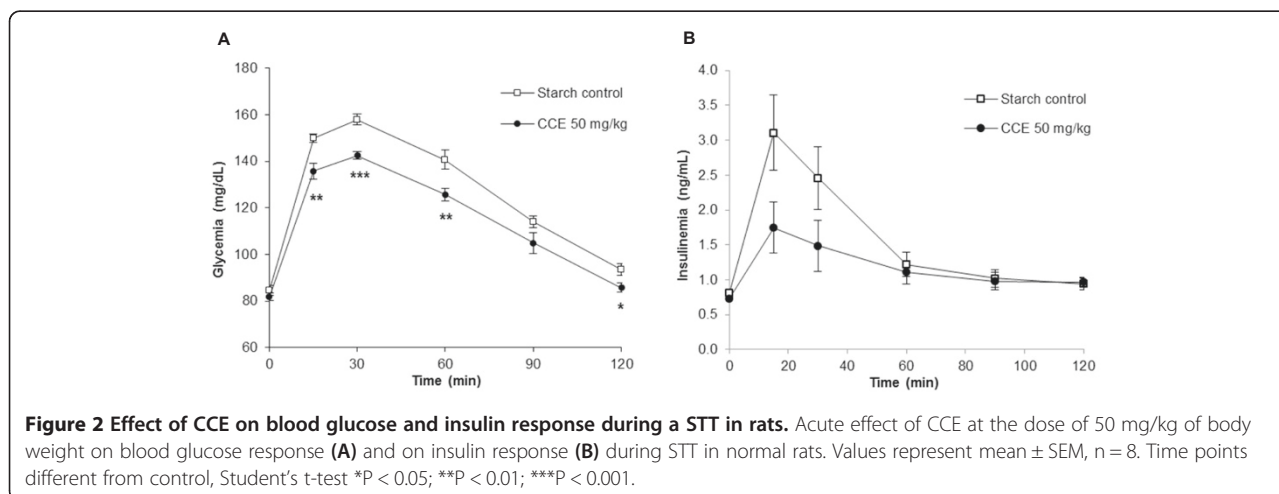 A
180
160
140
120
100
80
60
Glycemia (mg/dL)
Starch control
CCE 50 mg/kg
**
***
**
*
0 30 60 90 120
Time (min)
B
4.0
3.5
3.0
2.5
2.0
1.5
1.0
0.5
0.0
Insulinemia (ng/mL)
Starch control
CCE 50 mg/kg
0 20 40 60 80 100 120
Time (min)
Figure 2 Effect of CCE on blood glucose and insulin response during a STT in rats. Acute effect of CCE at the dose of 50 mg/kg of body
weight on blood glucose response (A) and on insulin response (B) during STT in normal rats. Values represent mean ± SEM, n = 8. Time points
different from control, Student's t-test *P < 0.05; **P < 0.01; ***P < 0.001.